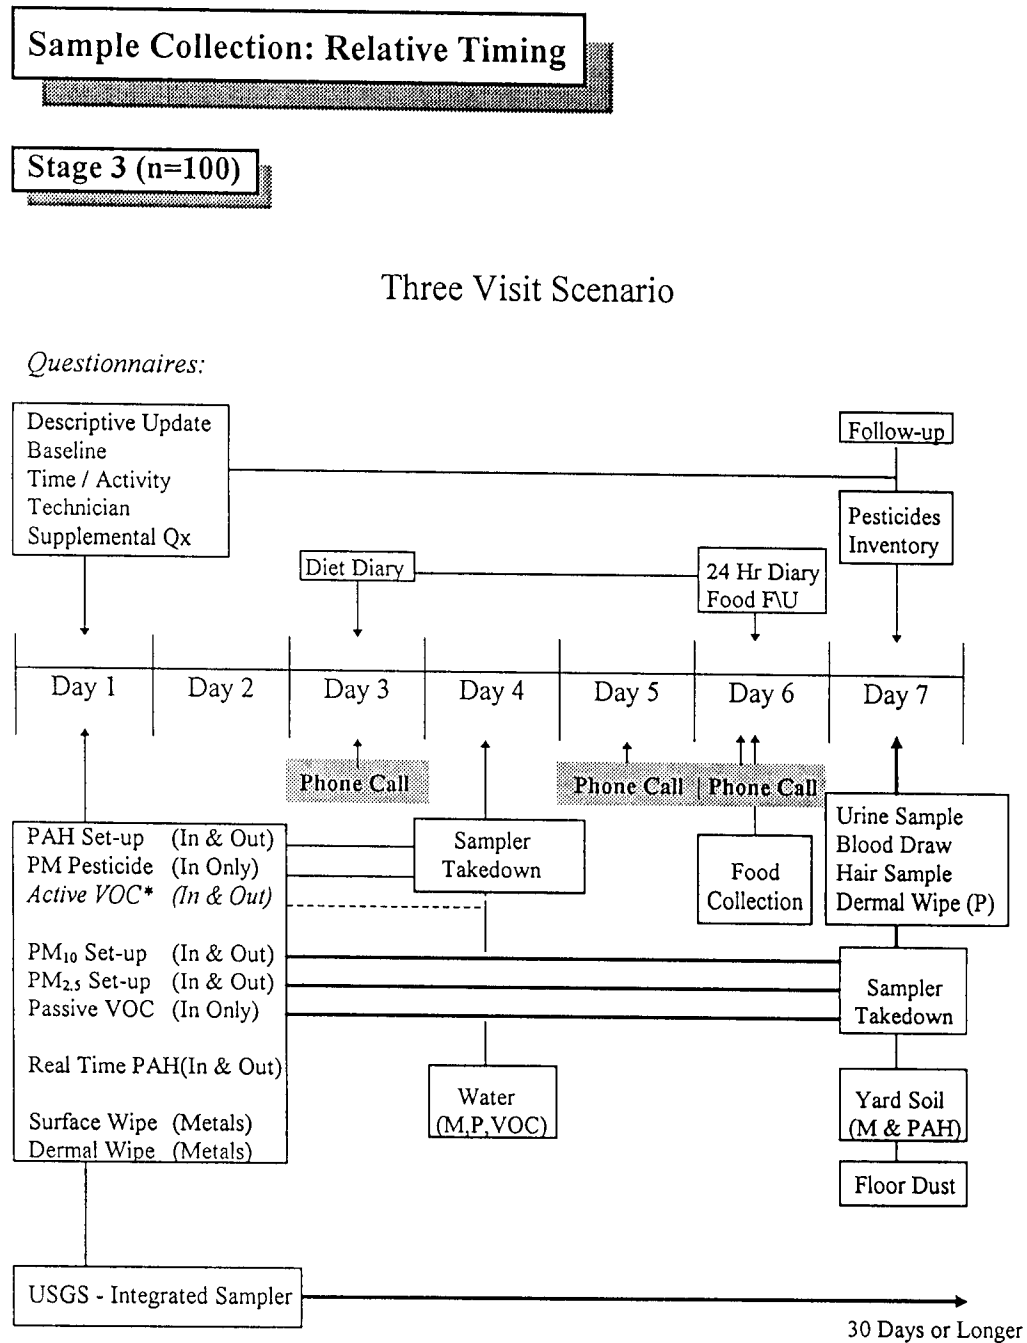 Sample Collection: Relative Timing
Stage 3 (n=100)
Three Visit Scenario
Questionnaires:
Descriptive Update
Baseline
Time / Activity
Technician
Supplemental Qx
Follow-up
Pesticides
Inventory
Diet Diary
24 Hr Diary
Food F\U
Day 1
Day 2
Day 3
Day 4
Day 5
Day 6
Day 7
Phone Call
Phone Call | Phone Call
PAH Set-up (In & Out)
PM Pesticide (In Only)
Active VOC* (In & Out)
PM10 Set-up (In & Out)
PM2.5 Set-up (In & Out)
Passive VOC (In Only)
Real Time PAH(In & Out)
Surface Wipe (Metals)
Dermal Wipe (Metals)
Sampler
Takedown
Water
(M,P,VOC)
Food
Collection
Urine Sample
Blood Draw
Hair Sample
Dermal Wipe (P)
Sampler
Takedown
Yard Soil
(M & PAH)
Floor Dust
USGS - Integrated Sampler
30 Days or Longer